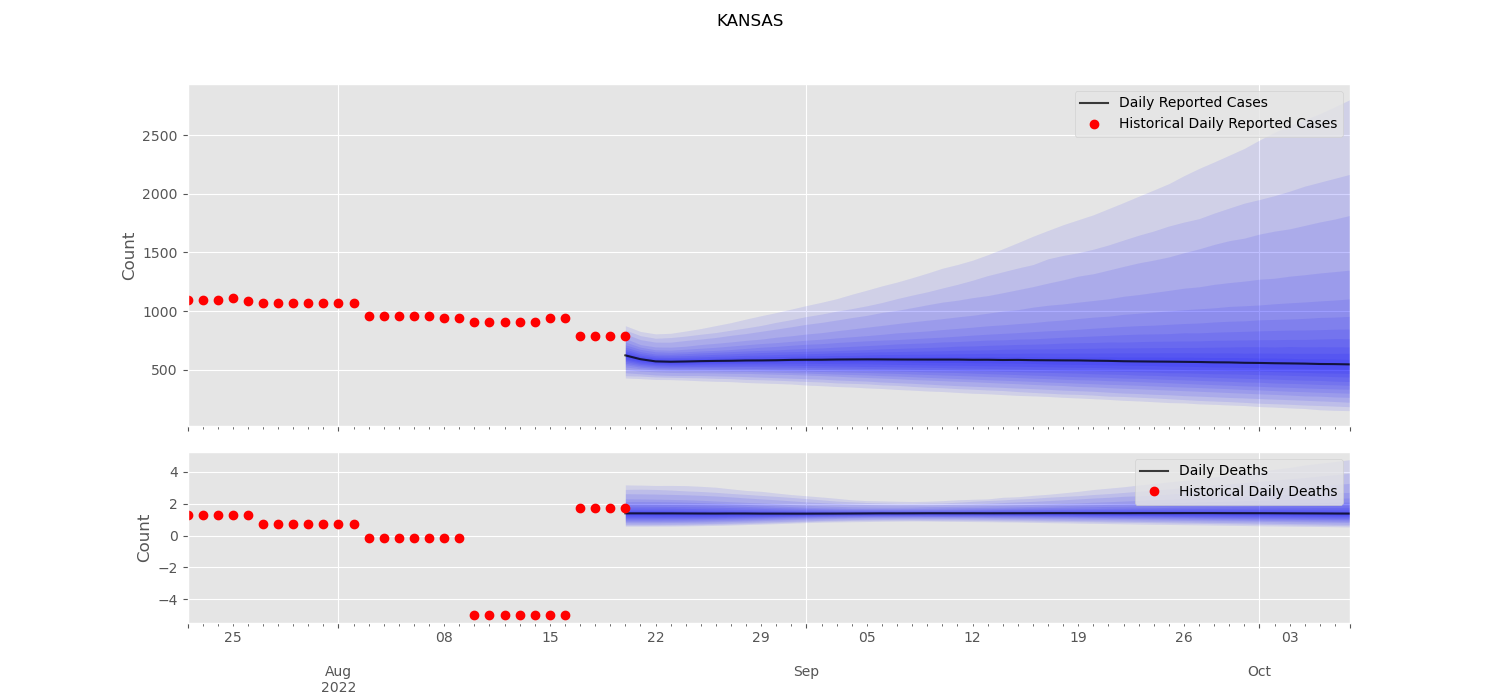 KANSAS
Daily Reported Cases
Historical Daily Reported Cases
2500
2000
1500
1000
500
Count
Daily Deaths
Historical Daily Deaths
4
2
0
−2
−4
Count
25 08 15 22 29 05 12 19 26 03
Aug Sep Oct
2022